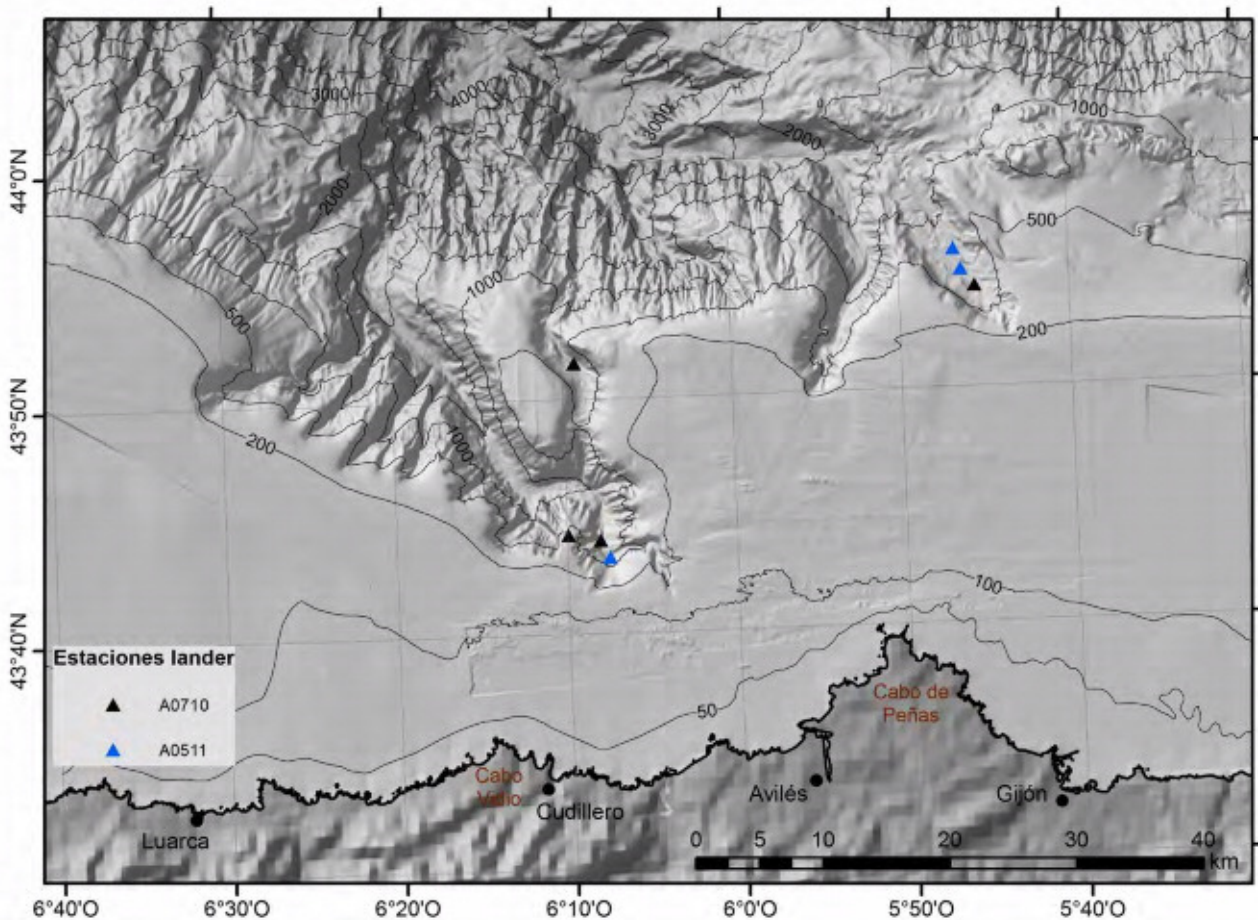 3000
4000
3000
2000
1000
2000
500
1000
500
200
1000
200
100
50
44°0'N
43°50'N
43°40'N
Estaciones lander
A0710
A0511
Cabo de
Peñas
Cabo
Vidio
Cudillero
Avilés
Gijón
Luarca
0 5 10 20 30 40
km
6°40'O 6°30'O 6°20'O 6°10'O 6°0'O 5°50'O 5°40'O